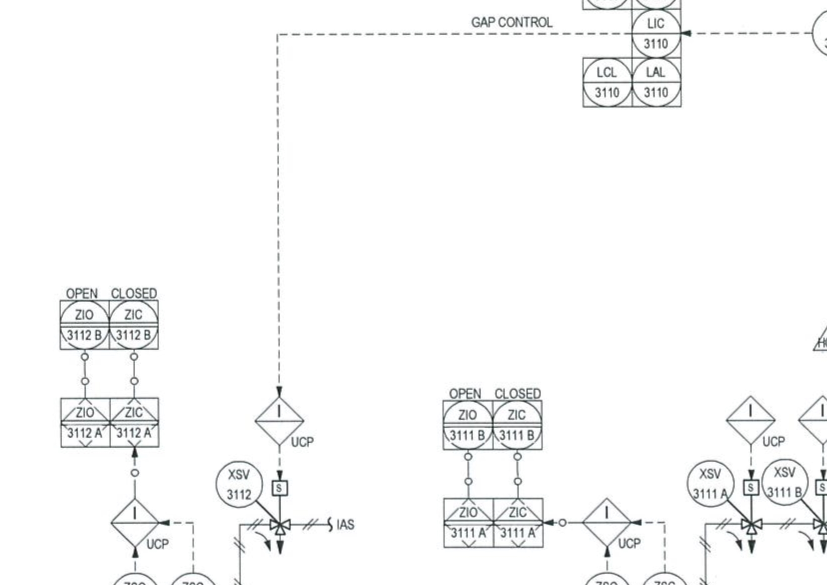 GAP CONTROL
LIC
3110
LCL
3110
LAL
3110
OPEN CLOSED
ZIO
3112 B
ZIC
3112 B
ZIO
3112 A
ZIC
3112 A
I
UCP
XSV
3112
S
IAS
I
UCP
OPEN CLOSED
ZIO
3111 B
ZIC
3111 B
ZIO
3111 A
ZIC
3111 A
I
UCP
I
UCP
I
XSV
3111 A
S
XSV
3111 B
S